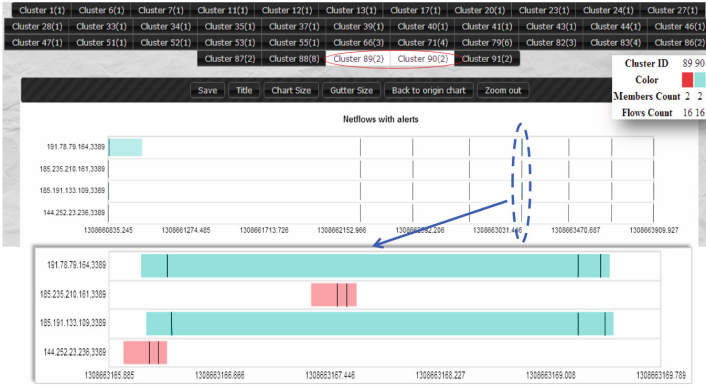 Cluster 1(1) Cluster 6(1) Cluster 7(1) Cluster 11(1) Cluster 12(1) Cluster 13(1) Cluster 17(1) Cluster 20(1) Cluster 23(1) Cluster 24(1) Cluster 27(1)
Cluster 28(1) Cluster 33(1) Cluster 34(1) Cluster 35(1) Cluster 37(1) Cluster 39(1) Cluster 40(1) Cluster 41(1) Cluster 43(1) Cluster 44(1) Cluster 46(1)
Cluster 47(1) Cluster 51(1) Cluster 52(1) Cluster 53(1) Cluster 55(1) Cluster 66(3) Cluster 71(4) Cluster 79(6) Cluster 82(3) Cluster 83(4) Cluster 86(2)
Cluster 87(2) Cluster 88(8) Cluster 89(2) Cluster 90(2) Cluster 91(2)
Cluster ID 89 90
Color
Members Count 2 2
Flows Count 16 16
Save Title Chart Size Gutter Size Back to origin chart Zoom out
Netflows with alerts
191.78.79.164,3389
185.235.210.161,3389
185.191.133.109,3389
144.252.23.236,3389
1308660835.245 1308661274.485 1308661713.726 1308662152.966 1308662592.206 1308663031.446 1308663470.687 1308663909.927
191.78.79.164,3389
185.235.210.161,3389
185.191.133.109,3389
144.252.23.236,3389
1308663165.885 1308663166.666 1308663167.446 1308663168.227 1308663169.008 1308663169.789